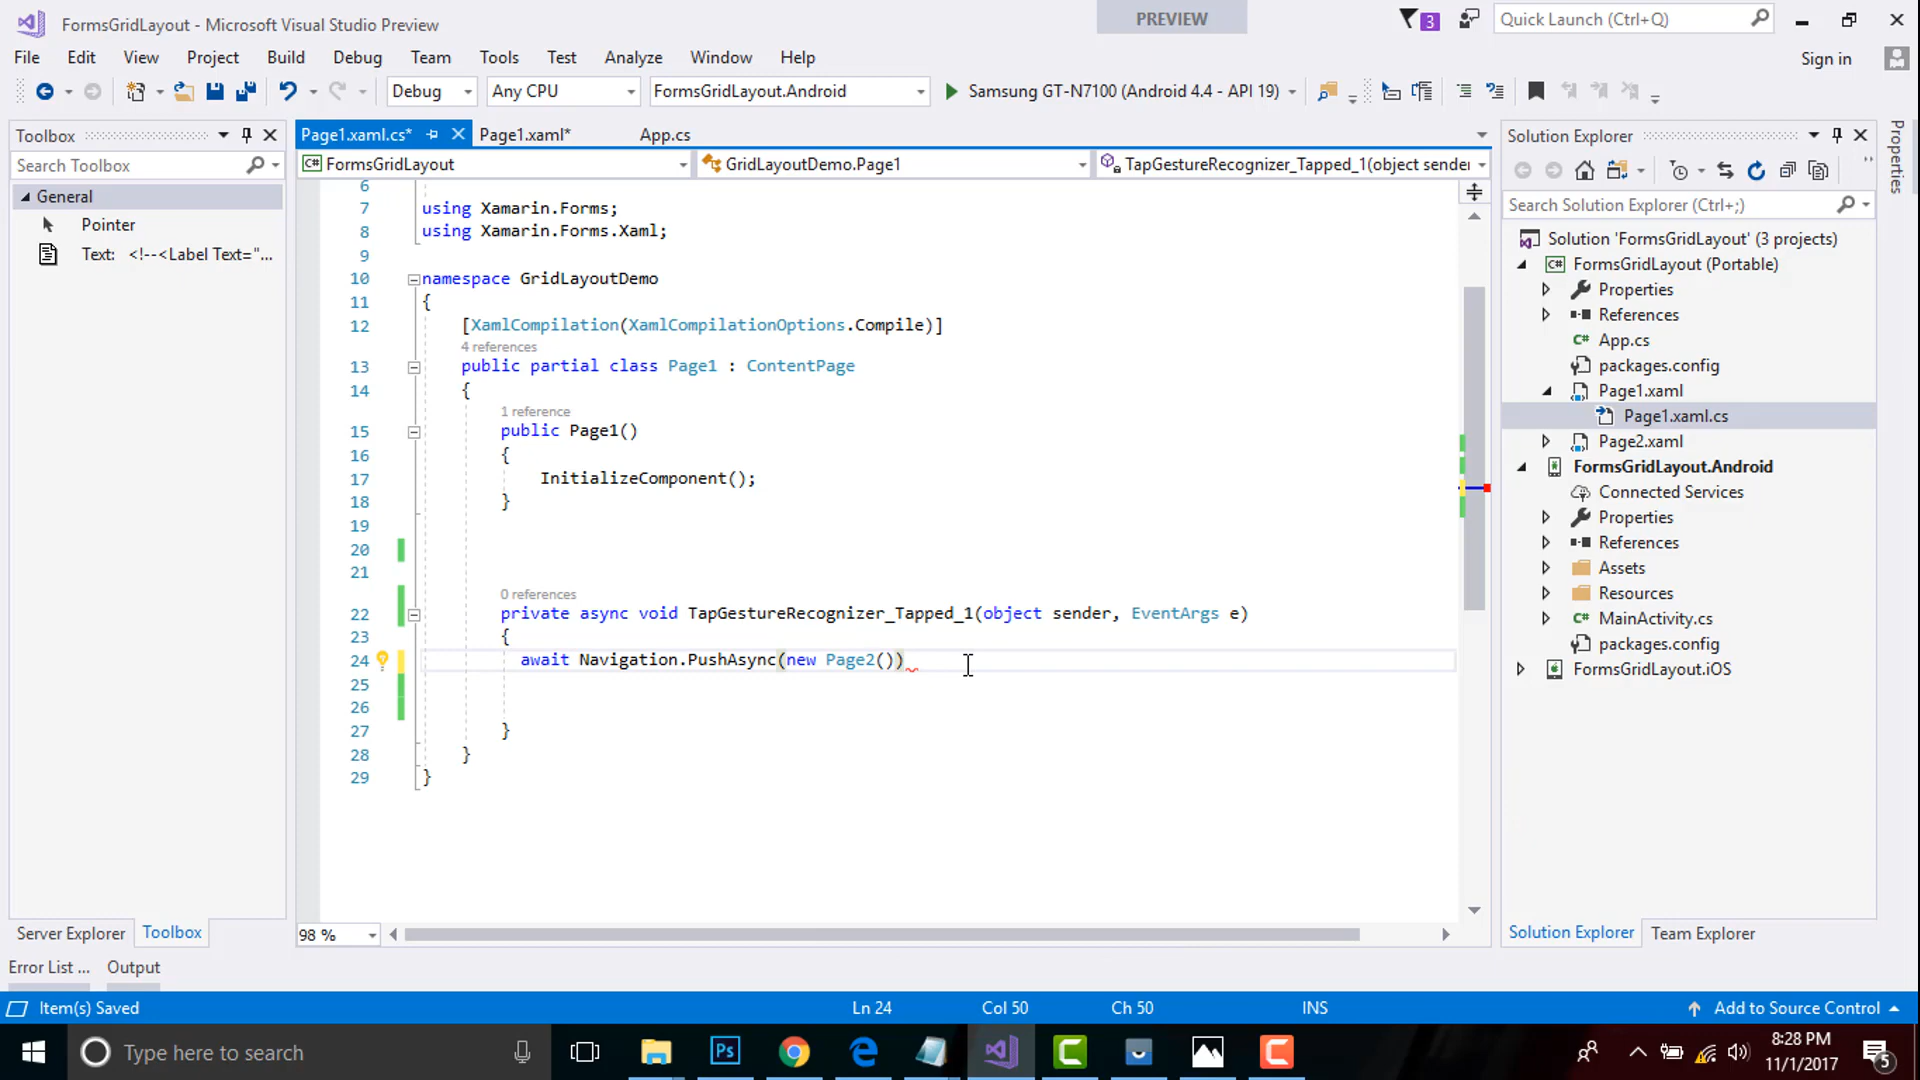 FormsGridLayout - Microsoft Visual Studio Preview
PREVIEW
3
Quick Launch (Ctrl+Q)
File Edit View Project Build Debug Team Tools Test Analyze Window Help
Sign in
Debug Any CPU FormsGridLayout.Android Samsung GT-N7100 (Android 4.4 - API 19)
Toolbox
Search Toolbox
General
Pointer
Text: <!--<Label Text="...
Page1.xaml.cs* Page1.xaml* App.cs
FormsGridLayout GridLayoutDemo.Page1 TapGestureRecognizer_Tapped_1(object sender
6
7 using Xamarin.Forms;
8 using Xamarin.Forms.Xaml;
9
10 namespace GridLayoutDemo
11 {
12 [XamlCompilation(XamlCompilationOptions.Compile)]
4 references
13 public partial class Page1 : ContentPage
14 {
1 reference
15 public Page1()
16 {
17 InitializeComponent();
18 }
19
20
21
0 references
22 private async void TapGestureRecognizer_Tapped_1(object sender, EventArgs e)
23 {
24 await Navigation.PushAsync(new Page2())
25
26
27 }
28 }
29 }
98 %
Solution Explorer
Search Solution Explorer (Ctrl+;)
Solution 'FormsGridLayout' (3 projects)
FormsGridLayout (Portable)
Properties
References
App.cs
packages.config
Page1.xaml
Page1.xaml.cs
Page2.xaml
FormsGridLayout.Android
Connected Services
Properties
References
Assets
Resources
MainActivity.cs
packages.config
FormsGridLayout.iOS
Properties
Server Explorer Toolbox
Solution Explorer Team Explorer
Error List ... Output
Item(s) Saved Ln 24 Col 50 Ch 50 INS Add to Source Control
Type here to search
Ps
8:28 PM
11/1/2017
5